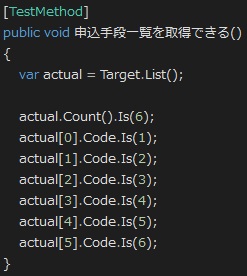 [TestMethod]
public void 申込手段一覧を取得できる()
{
var actual = Target.List();
actual.Count().Is(6);
actual[0].Code.Is(1);
actual[1].Code.Is(2);
actual[2].Code.Is(3);
actual[3].Code.Is(4);
actual[4].Code.Is(5);
actual[5].Code.Is(6);
}